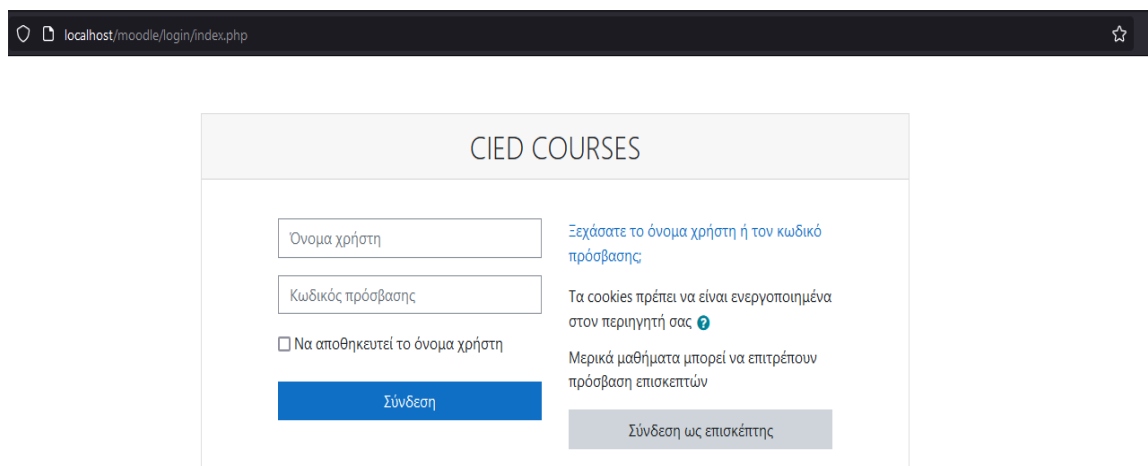 localhost/moodle/login/index.php
CIED COURSES
Όνομα χρήστη
Κωδικός πρόσβασης
Να αποθηκευτεί το όνομα χρήστη
Σύνδεση
Ξεχάσατε το όνομα χρήστη ή τον κωδικό
πρόσβασης;
Τα cookies πρέπει να είναι ενεργοποιημένα
στον περιηγητή σας ?
Μερικά μαθήματα μπορεί να επιτρέπουν
πρόσβαση επισκεπτών
Σύνδεση ως επισκέπτης